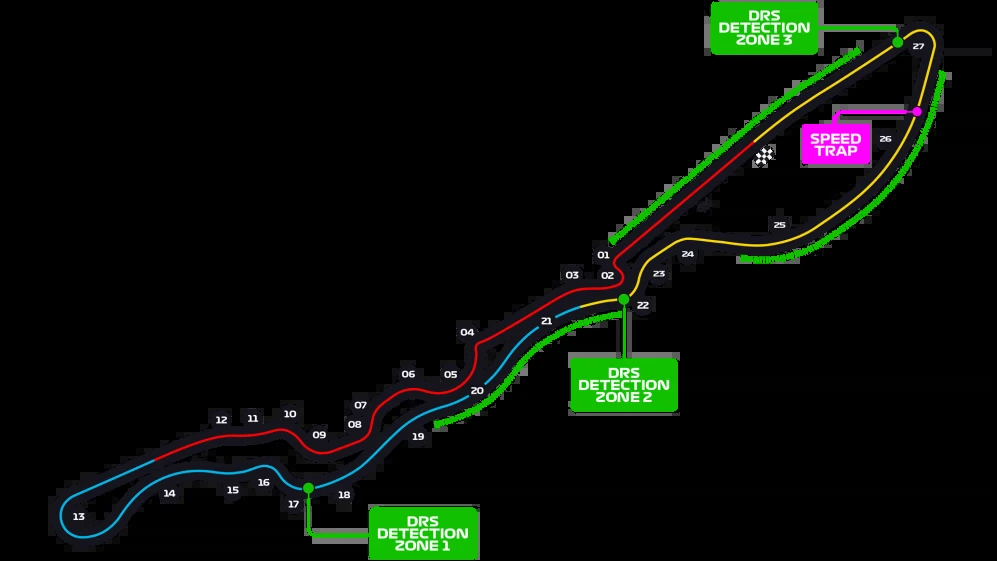 DRS
DETECTION
ZONE 3
27
SPEED
TRAP
26
25
01
24
03
02
23
22
21
04
06
05
DRS
DETECTION
ZONE 2
20
07
08
12
11
10
09
19
16
15
14
18
17
13
DRS
DETECTION
ZONE 1